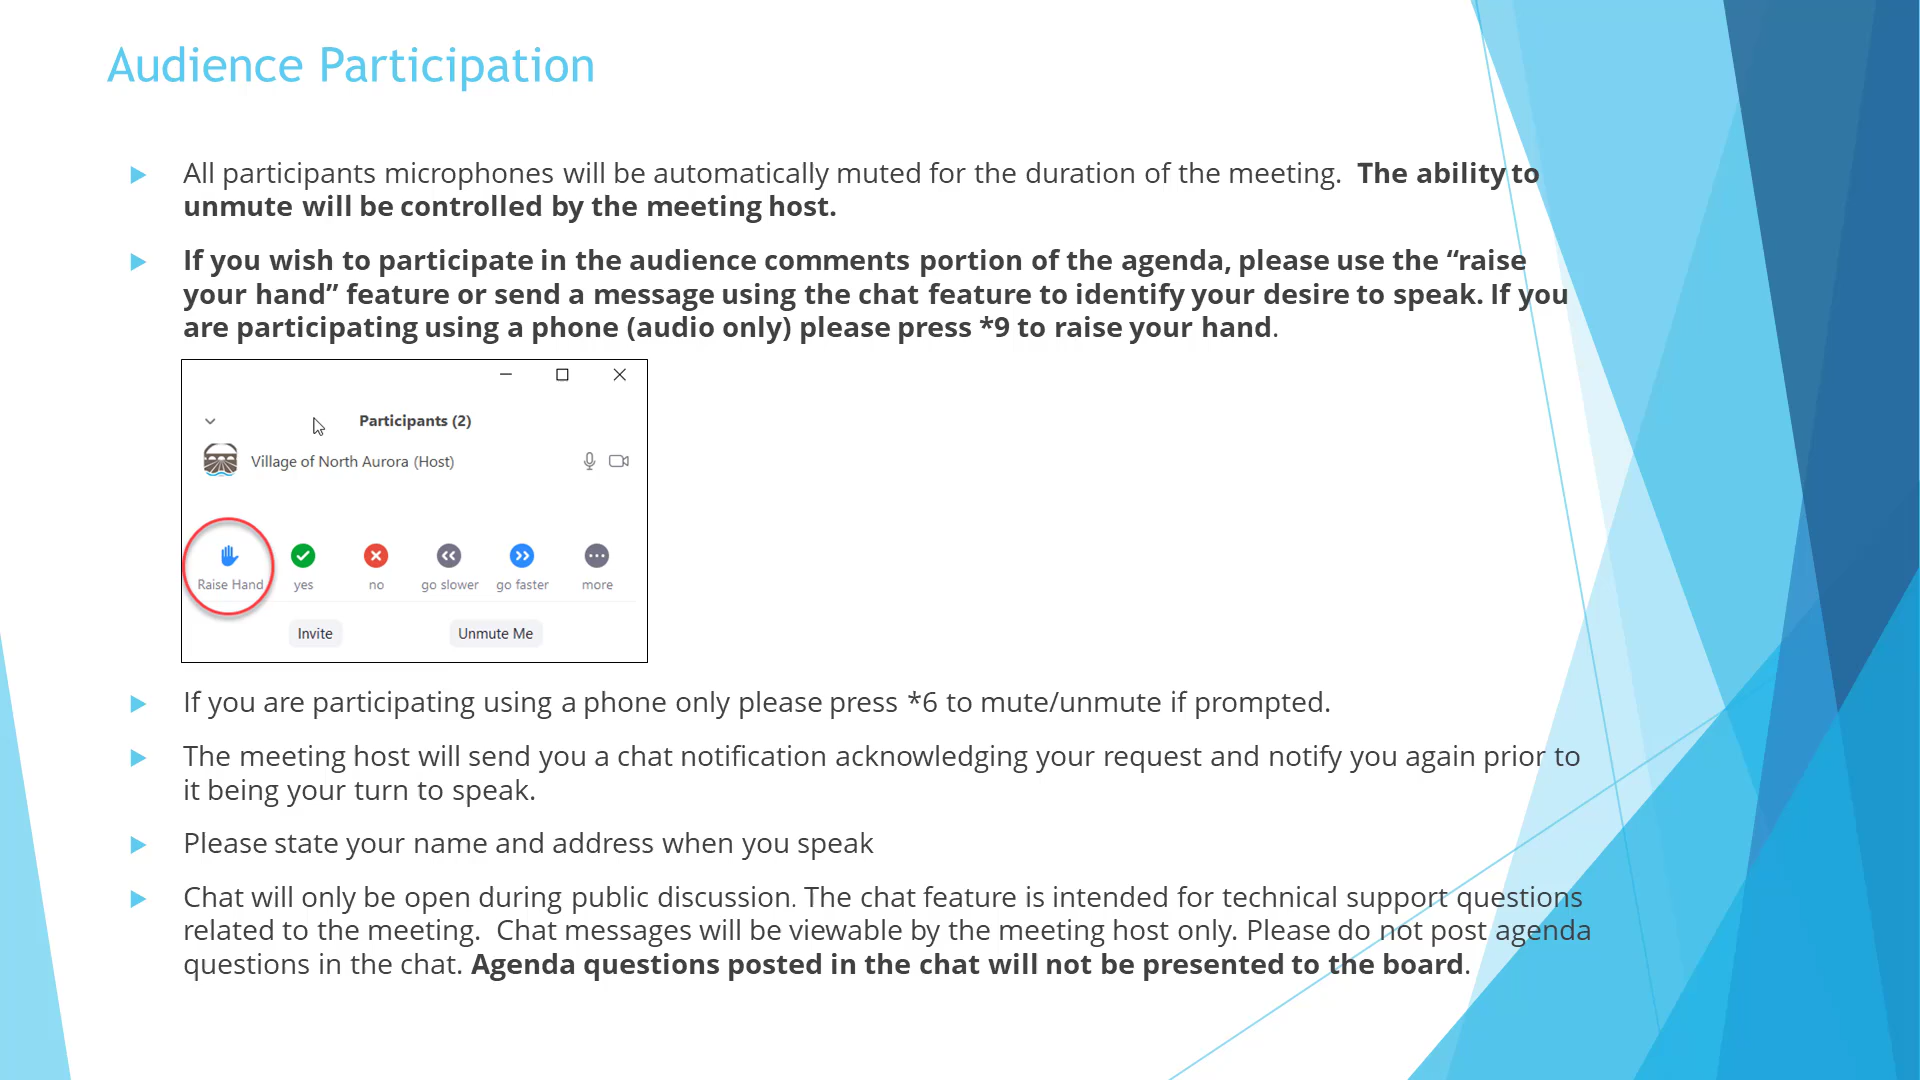 Audience Participation
All participants microphones will be automatically muted for the duration of the meeting.  The ability to
unmute will be controlled by the meeting host.
If you wish to participate in the audience comments portion of the agenda, please use the “raise
your hand” feature or send a message using the chat feature to identify your desire to speak. If you
are participating using a phone (audio only) please press *9 to raise your hand.
Participants (2)
Village of North Aurora (Host)
Raise Hand yes no go slower go faster more
Invite Unmute Me
If you are participating using a phone only please press *6 to mute/unmute if prompted.
The meeting host will send you a chat notification acknowledging your request and notify you again prior to
it being your turn to speak.
Please state your name and address when you speak
Chat will only be open during public discussion. The chat feature is intended for technical support questions
related to the meeting.  Chat messages will be viewable by the meeting host only. Please do not post agenda
questions in the chat. Agenda questions posted in the chat will not be presented to the board.